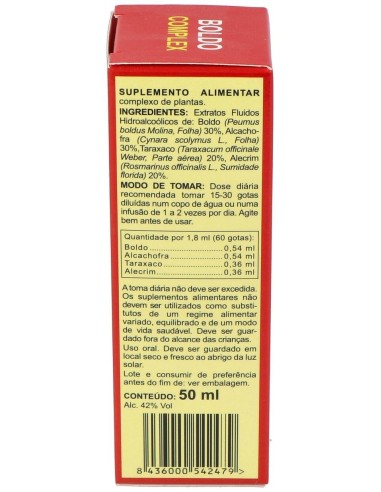 BOLDO
COMPLEX
SUPLEMENTO ALIMENTAR
complexo de plantas.
INGREDIENTES: Extratos Fluidos
Hidroalcoólicos de: Boldo (Peumus
boldus Molina, Folha) 30%, Alcacho-
fra (Cynara scolymus L., Folha)
30%,Taraxaco (Taraxacum officinale
Weber, Parte aérea) 20%, Alecrim
(Rosmarinus officinalis L., Sumidade
florida) 20%.
MODO DE TOMAR: Dose diária
recomendada tomar 15-30 gotas
diluídas num copo de água ou numa
infusão de 1 a 2 vezes por dia. Agite
bem antes de usar.
Quantidade por 1,8 ml (60 gotas):
Boldo 0,54 ml
Alcachofra 0,54 ml
Taraxaco 0,36 ml
Alecrim 0,36 ml
A toma diária não deve ser excedida.
Os suplementos alimentares não
devem ser utilizados como substi-
tutos de um regime alimentar
variado, equilibrado e de um modo
de vida saudável. Deve ser guar-
dado fora do alcance das crianças.
Uso oral. Deve ser guardado em
local seco e fresco ao abrigo da luz
solar.
Lote e consumir de preferência
antes do fim de: ver embalagem.
CONTEÚDO: 50 ml
Alc. 42% Vol
8 436000 542479 >